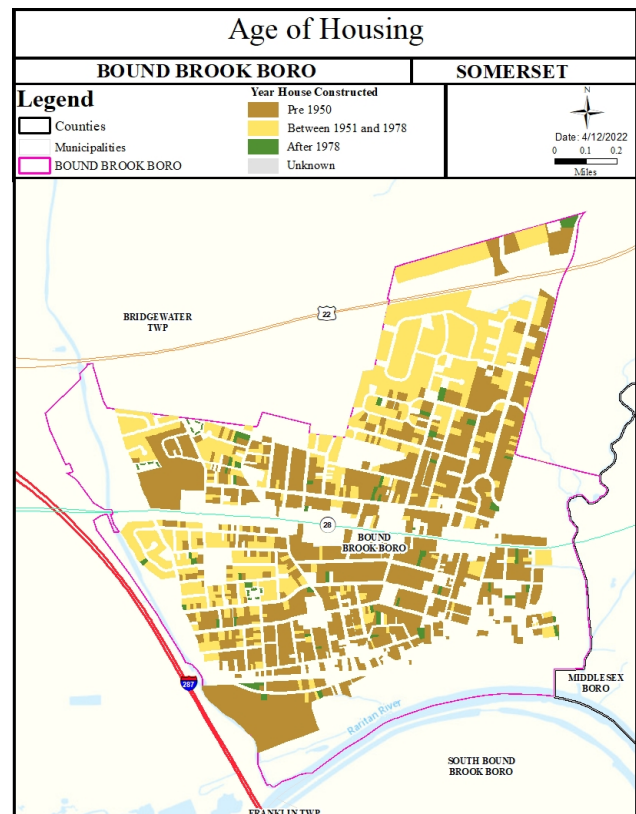 Age of Housing
BOUND BROOK BORO
SOMERSET
Legend
Counties
Municipalities
BOUND BROOK BORO
Year House Constructed
Pre 1950
Between 1951 and 1978
After 1978
Unknown
N
Date: 4/12/2022
0 0.1 0.2
Miles
BRIDGEWATER
TWP
22
28
BOUND
BROOK BORO
287
MIDDLESEX
BORO
Raritan River
SOUTH BOUND
BROOK BORO
FRANKLIN TWP